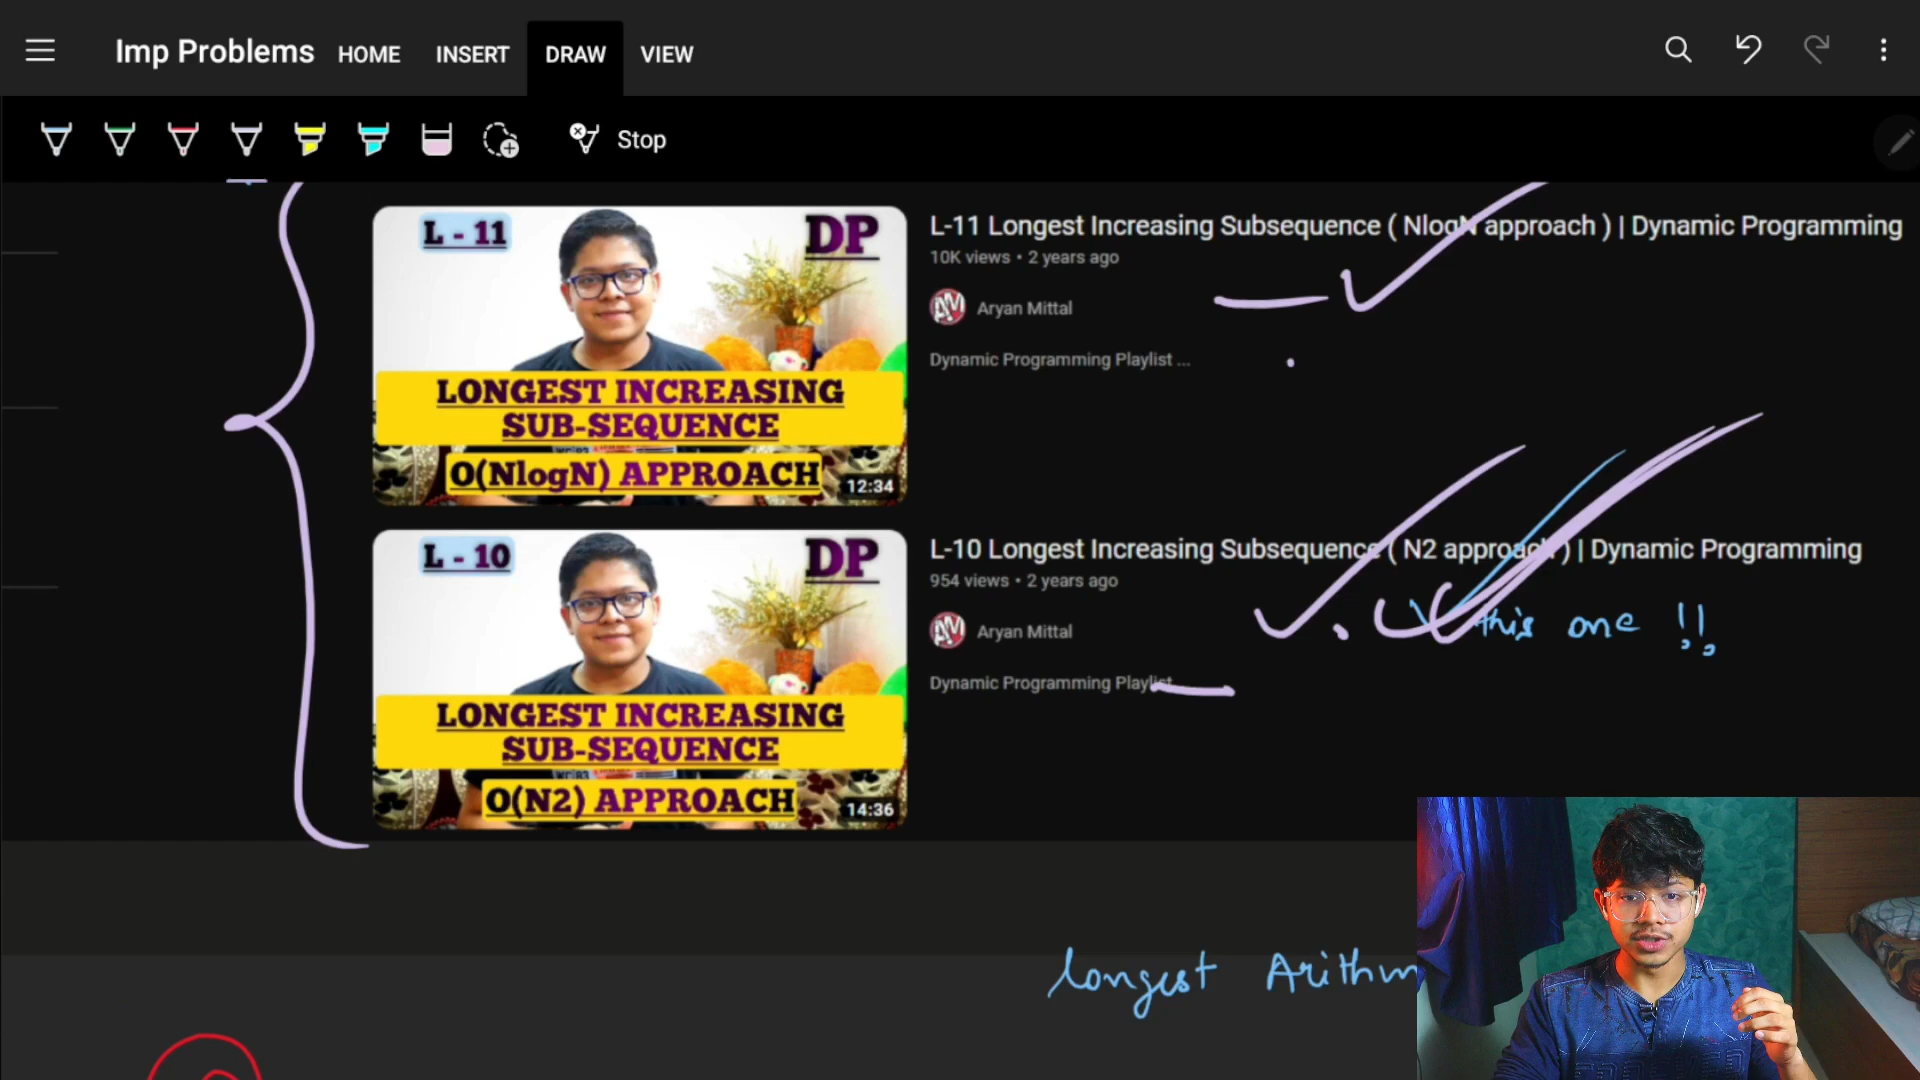 Imp Problems HOME INSERT DRAW VIEW
Stop
L - 11
DP
LONGEST INCREASING
SUB-SEQUENCE
O(NlogN) APPROACH
12:34
L-11 Longest Increasing Subsequence ( NlogN approach ) | Dynamic Programming
10K views • 2 years ago
AM Aryan Mittal
Dynamic Programming Playlist ...
L - 10
DP
LONGEST INCREASING
SUB-SEQUENCE
O(N2) APPROACH
14:36
L-10 Longest Increasing Subsequence ( N2 approach ) | Dynamic Programming
954 views • 2 years ago
AM Aryan Mittal
this one !!
Dynamic Programming Playlist
Longest Arithm